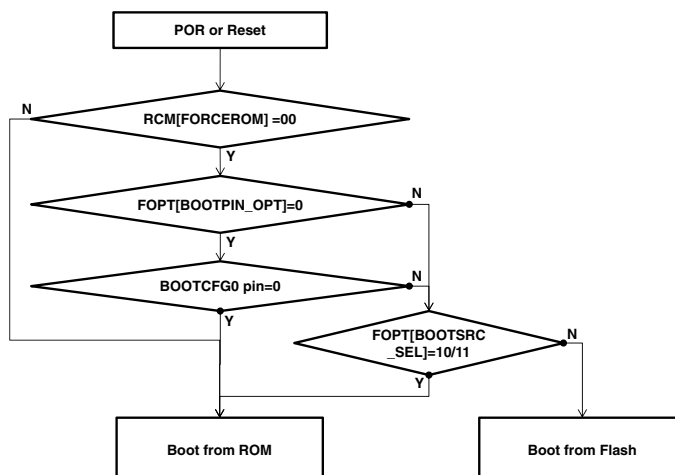 POR or Reset
N
RCM[FORCEROM] =00
Y
N
FOPT[BOOTPIN_OPT]=0
Y
N
BOOTCFG0 pin=0
Y
FOPT[BOOTSRC
_SEL]=10/11
N
Y
Boot from ROM
Boot from Flash